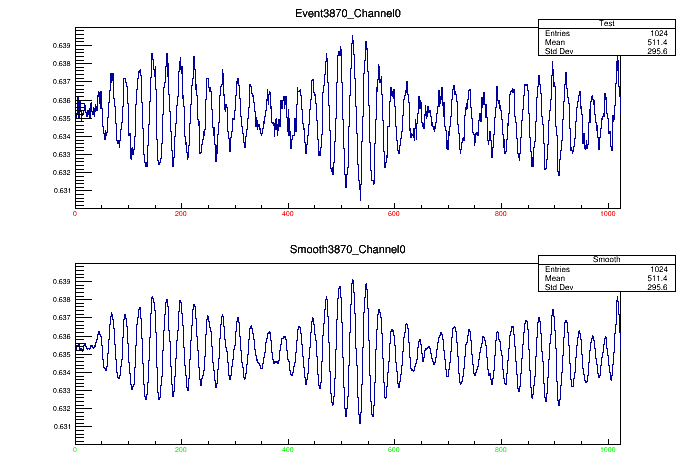 Event3870_Channel0
Test
Entries 1024
Mean 511.4
Std Dev 295.6
0.639
0.638
0.637
0.636
0.635
0.634
0.633
0.632
0.631
0 200 400 600 800 1000
Smooth3870_Channel0
Smooth
Entries 1024
Mean 511.4
Std Dev 295.6
0.639
0.638
0.637
0.636
0.635
0.634
0.633
0.632
0.631
0 200 400 600 800 1000